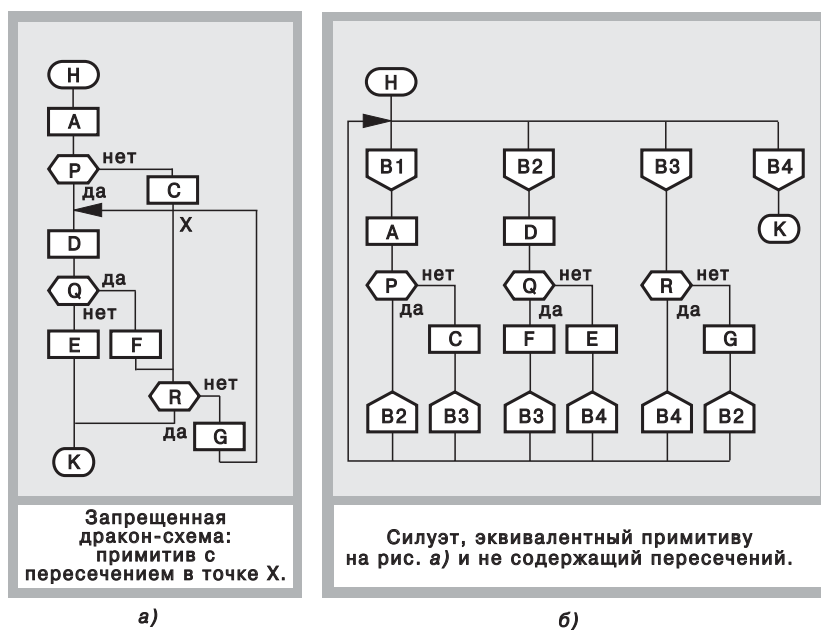 Н
А
Р
нет
да
С
Х
D
Q
да
нет
E
F
R
нет
да
G
К
Запрещенная
дракон-схема:
примитив с
пересечением в точке Х.
а)
Н
В1
В2
В3
В4
А
D
К
Р
нет
да
Q
нет
да
R
нет
да
С
F
E
G
В2
В3
В3
В4
В4
В2
Силуэт, эквивалентный примитиву
на рис. а) и не содержащий пересечений.
б)